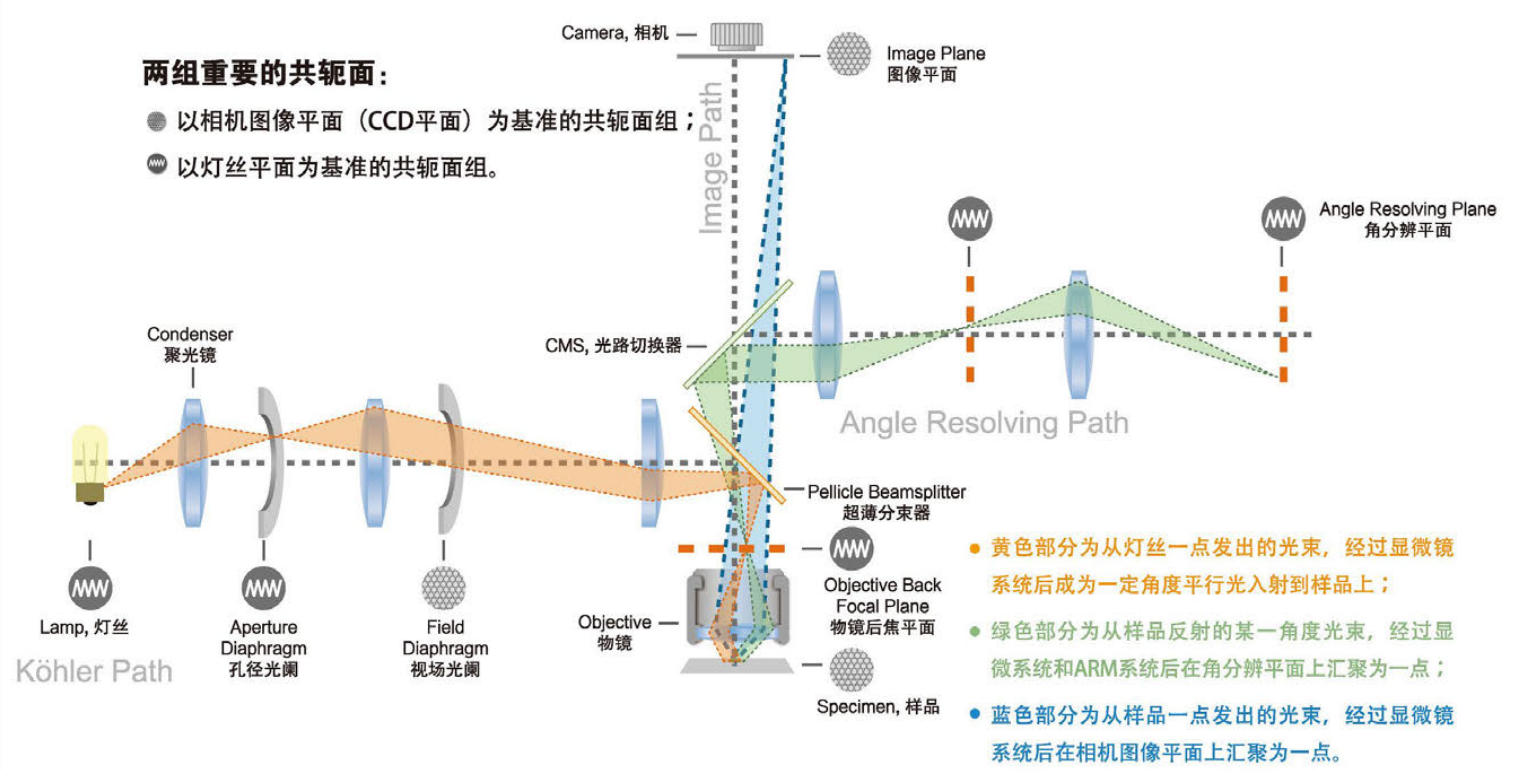 两组重要的共轭面：
以相机图像平面（CCD平面）为基准的共轭面组；
以灯丝平面为基准的共轭面组。
Camera, 相机
Image Plane
图像平面
Image Path
Angle Resolving Plane
角分辨平面
Condenser
聚光镜
CMS, 光路切换器
Angle Resolving Path
Pellicle Beamsplitter
超薄分束器
Lamp, 灯丝
Köhler Path
Aperture
Diaphragm
孔径光阑
Field
Diaphragm
视场光阑
Objective
物镜
Objective Back
Focal Plane
物镜后焦平面
Specimen, 样品
黄色部分为从灯丝一点发出的光束，经过显微镜
系统后成为一定角度平行光入射到样品上；
绿色部分为从样品反射的某一角度光束，经过显
微系统和ARM系统后在角分辨平面上汇聚为一点；
蓝色部分为从样品一点发出的光束，经过显微镜
系统后在相机图像平面上汇聚为一点。